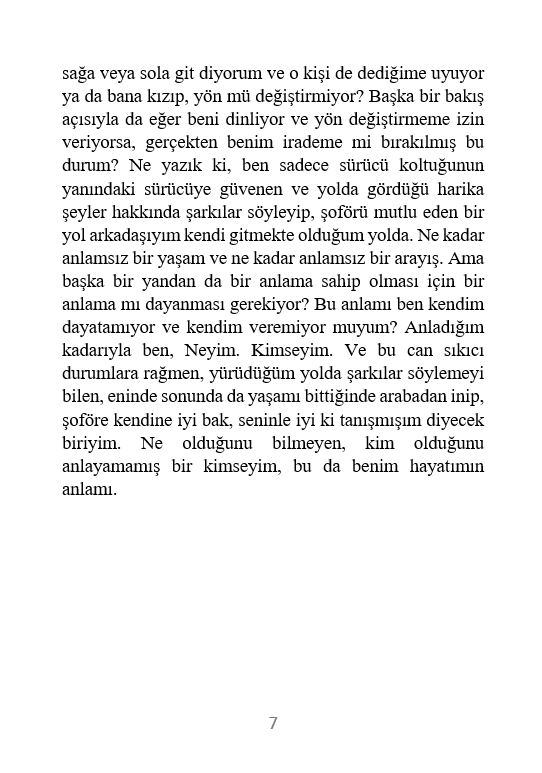 sağa veya sola git diyorum ve o kişi de dediğime uyuyor
ya da bana kızıp, yön mü değiştirmiyor? Başka bir bakış
açısıyla da eğer beni dinliyor ve yön değiştirmeme izin
veriyorsa, gerçekten benim irademe mi bırakılmış bu
durum? Ne yazık ki, ben sadece sürücü koltuğunun
yanındaki sürücüye güvenen ve yolda gördüğü harika
şeyler hakkında şarkılar söyleyip, şoförü mutlu eden bir
yol arkadaşıyım kendi gitmekte olduğum yolda. Ne kadar
anlamsız bir yaşam ve ne kadar anlamsız bir arayış. Ama
başka bir yandan da bir anlama sahip olması için bir
anlama mı dayanması gerekiyor? Bu anlamı ben kendim
dayatamıyor ve kendim veremiyor muyum? Anladığım
kadarıyla ben, Neyim. Kimseyim. Ve bu can sıkıcı
durumlara rağmen, yürüdüğüm yolda şarkılar söylemeyi
bilen, eninde sonunda da yaşamı bittiğinde arabadan inip,
şoföre kendine iyi bak, seninle iyi ki tanışmışım diyecek
biriyim. Ne olduğunu bilmeyen, kim olduğunu
anlayamamış bir kimseyim, bu da benim hayatımın
anlamı.
7